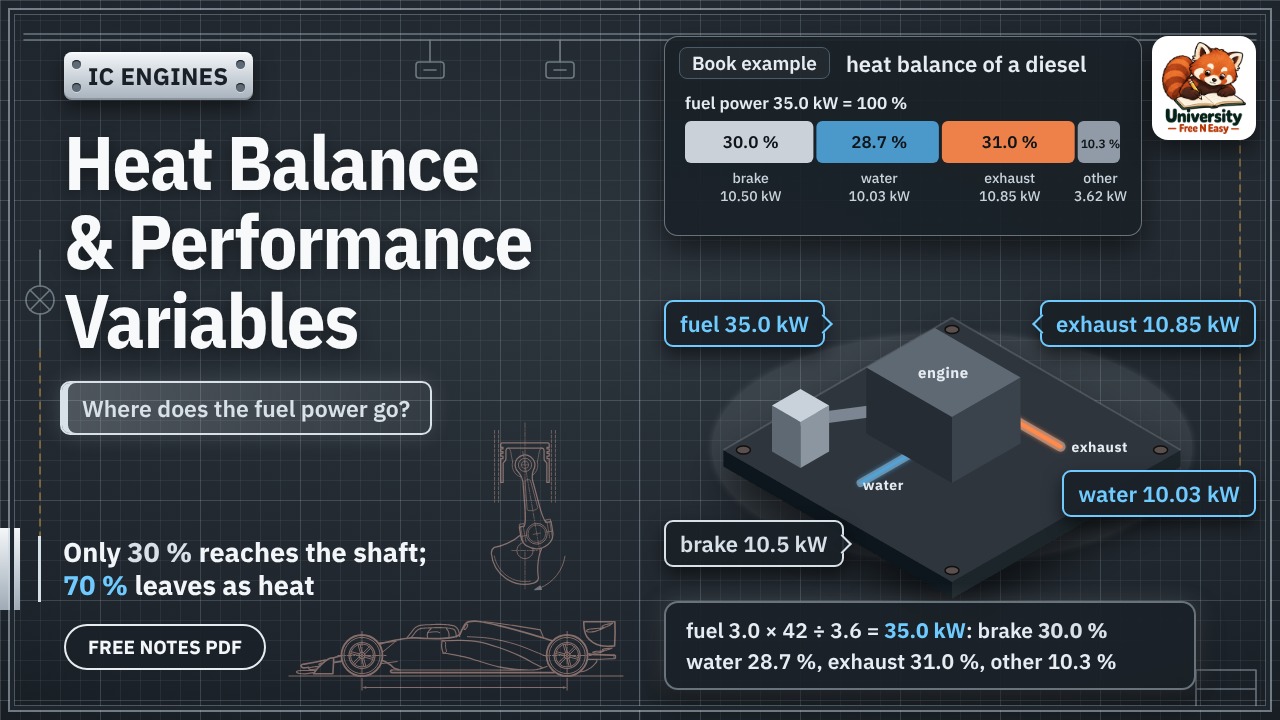 IC ENGINES
Heat Balance
& Performance
Variables
Where does the fuel power go?
Only 30 % reaches the shaft;
70 % leaves as heat
FREE NOTES PDF
Book example
heat balance of a diesel
fuel power 35.0 kW = 100 %
30.0 %
28.7 %
31.0 %
10.3 %
brake
10.50 kW
water
10.03 kW
exhaust
10.85 kW
other
3.62 kW
University
Free N Easy
fuel 35.0 kW
exhaust 10.85 kW
engine
exhaust
water
water 10.03 kW
brake 10.5 kW
fuel 3.0 × 42 ÷ 3.6 = 35.0 kW: brake 30.0 %
water 28.7 %, exhaust 31.0 %, other 10.3 %